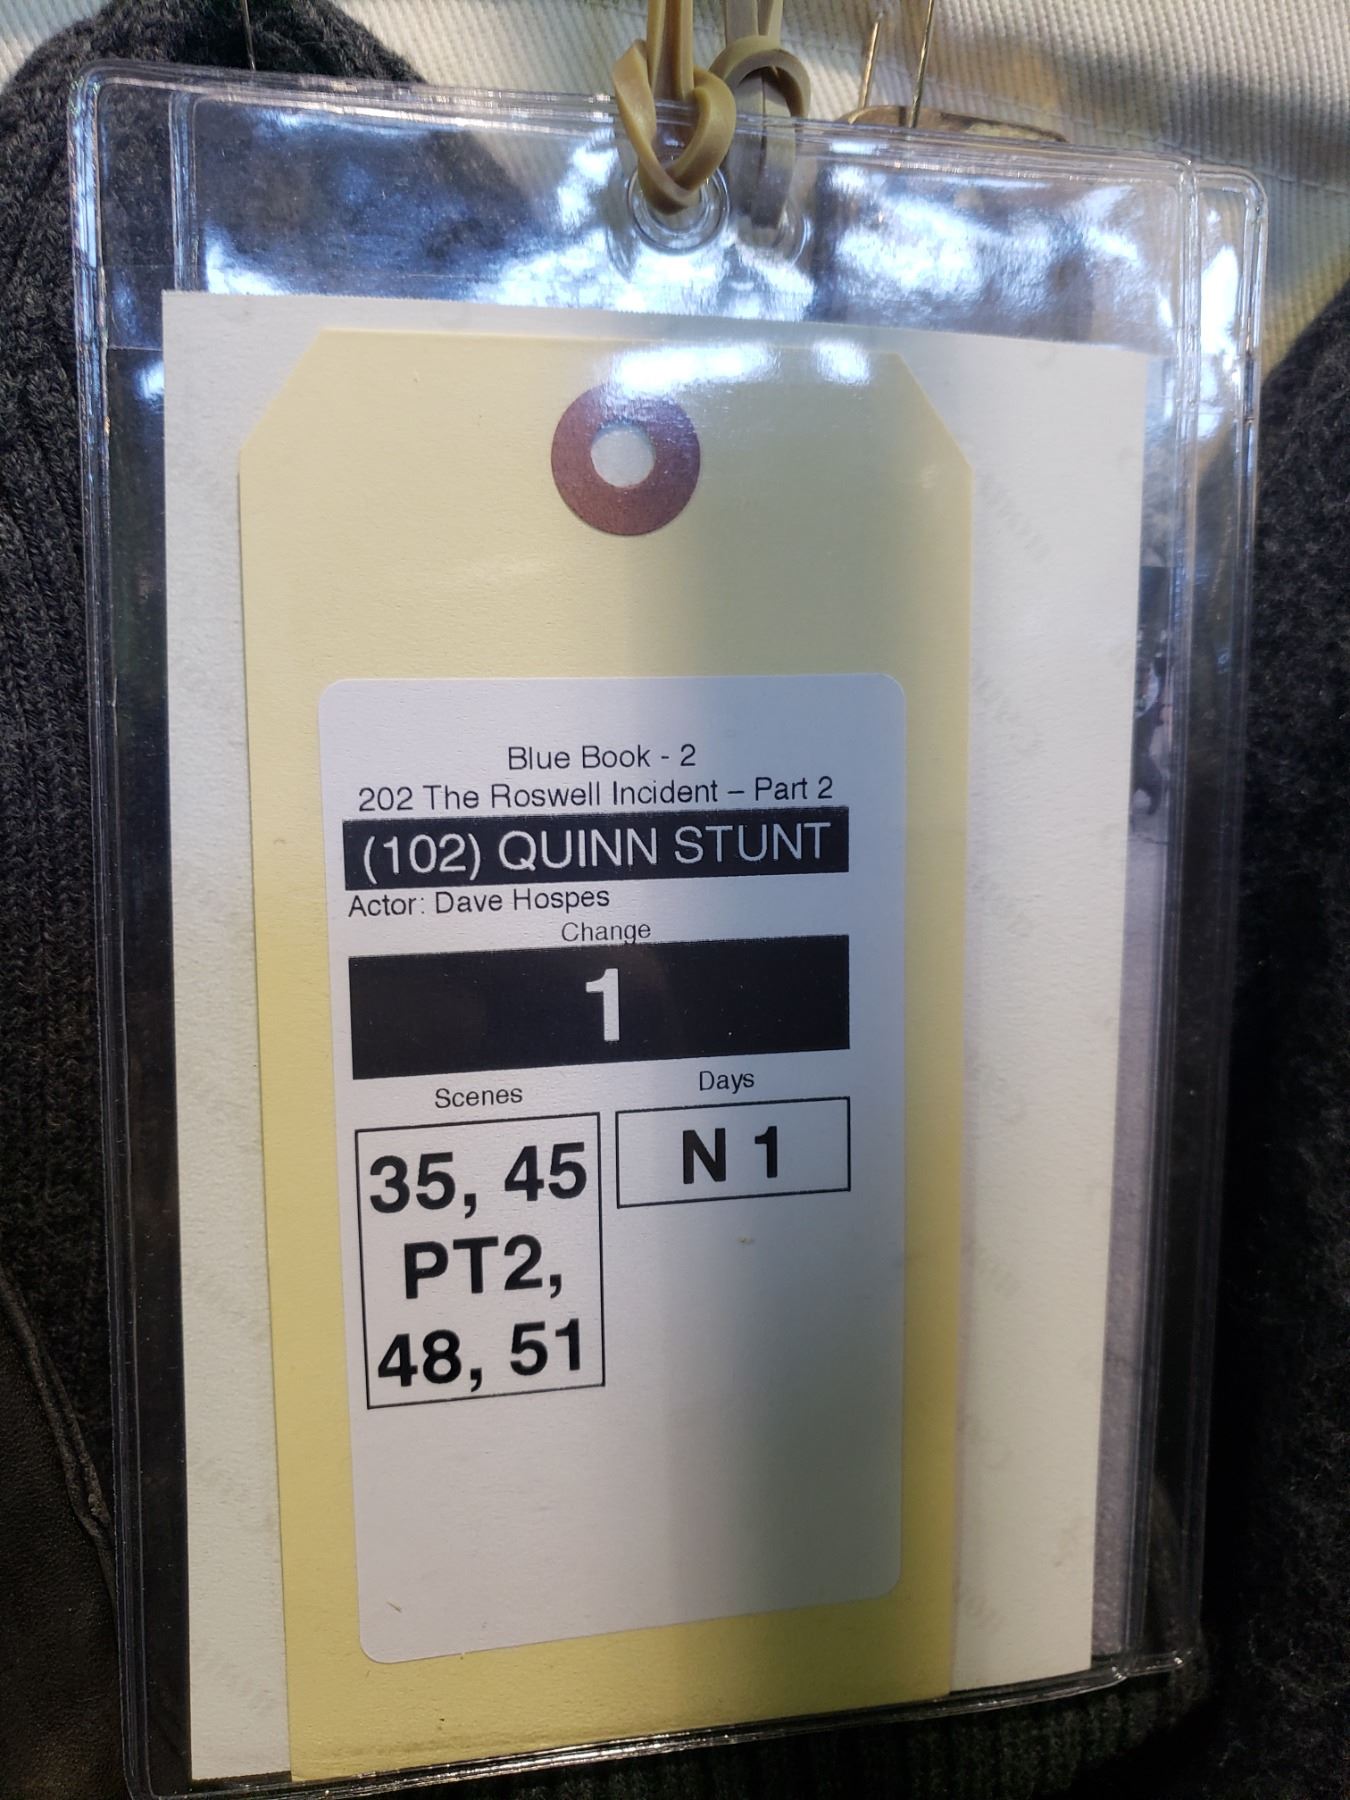 Blue Book - 2
202 The Roswell Incident – Part 2
(102) QUINN STUNT
Actor: Dave Hospes
Change
1
Scenes
Days
35, 45
PT2,
48, 51
N 1